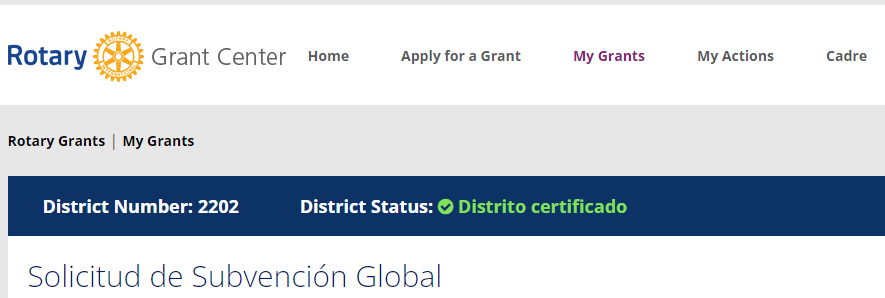 Rotary Grant Center Home Apply for a Grant My Grants My Actions Cadre
Rotary Grants | My Grants
District Number: 2202 District Status: Distrito certificado
Solicitud de Subvención Global